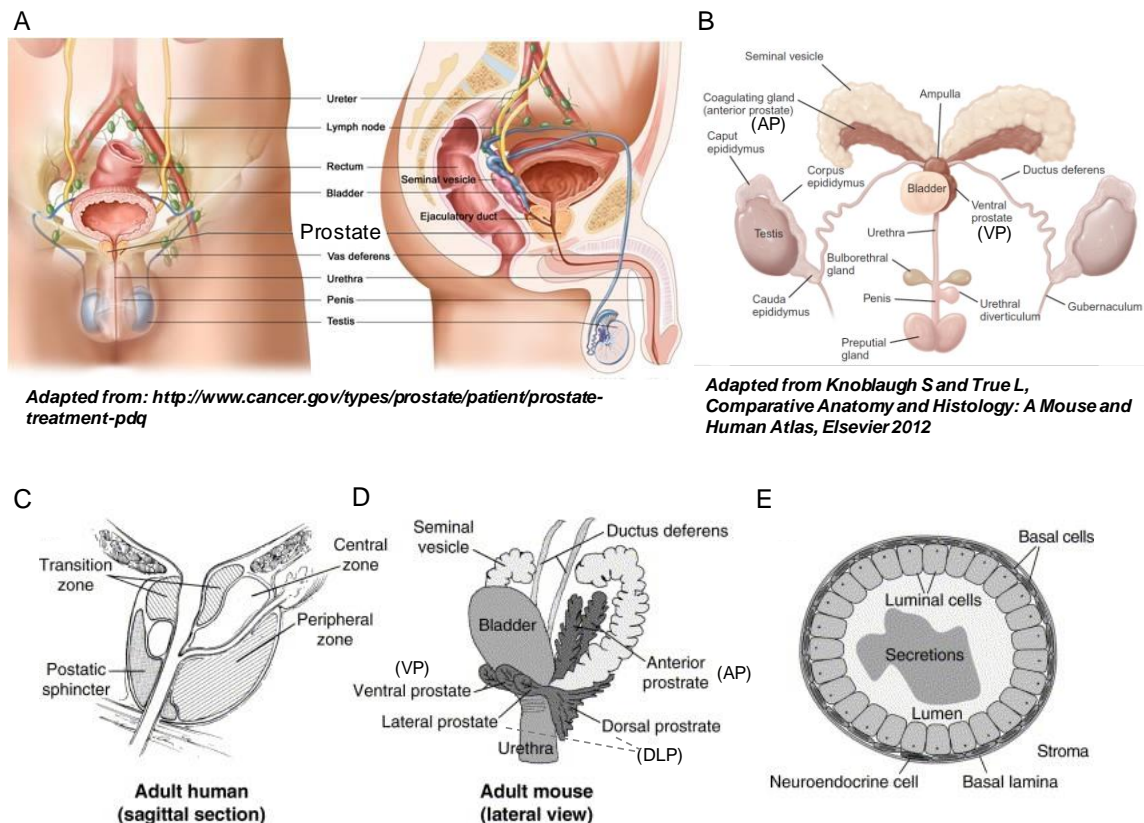 A
Ureter
Lymph node
Rectum
Seminal vesicle
Bladder
Ejaculatory duct
Prostate
Vas deferens
Urethra
Penis
Testis
Adapted from: http://www.cancer.gov/types/prostate/patient/prostate-
treatment-pdq
B
Seminal vesicle
Coagulating gland
(anterior prostate)
(AP)
Ampulla
Caput
epididymus
Corpus
epididymus
Ductus deferens
Bladder
Ventral
prostate
(VP)
Testis
Urethra
Bulborethral
gland
Cauda
epididymus
Penis
Urethral
diverticulum
Gubernaculum
Preputial
gland
Adapted from Knoblaugh S and True L,
Comparative Anatomy and Histology: A Mouse and
Human Atlas, Elsevier 2012
C
Transition
zone
Central
zone
Peripheral
zone
Postatic
sphincter
Adult human
(sagittal section)
D
Seminal
vesicle
Ductus deferens
Bladder
(VP)
Ventral prostate
Anterior
prostrate
(AP)
Lateral prostate
Dorsal prostrate
Urethra
(DLP)
Adult mouse
(lateral view)
E
Basal cells
Luminal cells
Secretions
Lumen
Stroma
Neuroendocrine cell
Basal lamina